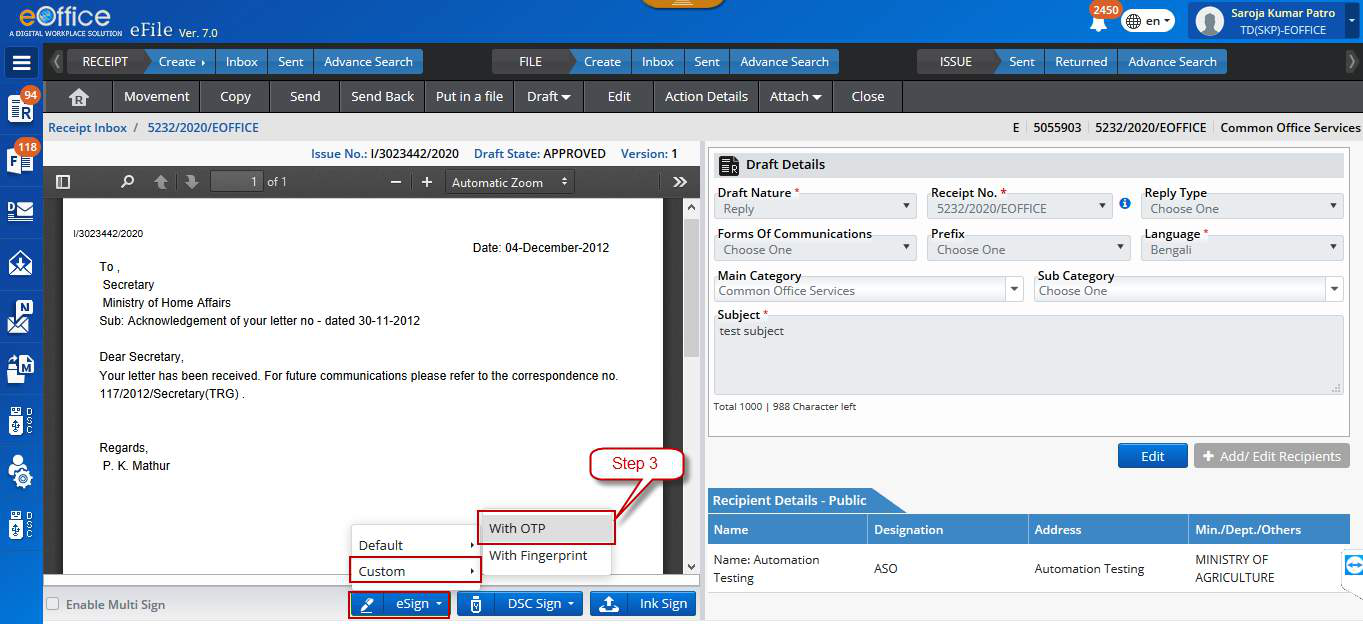 eOffice
A DIGITAL WORKPLACE SOLUTION
eFile Ver. 7.0
2450
en
Saroja Kumar Patro
TD(SKP)-EOFFICE
RECEIPT Create Inbox Sent Advance Search
FILE Create Inbox Sent Advance Search
ISSUE Sent Returned Advance Search
R Movement Copy Send Send Back Put in a file Draft Edit Action Details Attach Close
94
R
118
F
D
N
M
DSC
DSC
Receipt Inbox / 5232/2020/EOFFICE
E 5055903 5232/2020/EOFFICE Common Office Services
Issue No.: I/3023442/2020 Draft State: APPROVED Version: 1
1 of 1 Automatic Zoom
I/3023442/2020
Date: 04-December-2012
To ,
Secretary
Ministry of Home Affairs
Sub: Acknowledgement of your letter no - dated 30-11-2012
Dear Secretary,
Your letter has been received. For future communications please refer to the correspondence no.
117/2012/Secretary(TRG) .
Regards,
P. K. Mathur
Step 3
With OTP
With Fingerprint
Default
Custom
Enable Multi Sign
eSign DSC Sign Ink Sign
Draft Details
Draft Nature * Receipt No. * Reply Type
Reply 5232/2020/EOFFICE Choose One
Forms Of Communications Prefix Language *
Choose One Choose One Bengali
Main Category Sub Category
Common Office Services Choose One
Subject *
test subject
Total 1000 | 988 Character left
Edit + Add/ Edit Recipients
Recipient Details - Public
Name Designation Address Min./Dept./Others
Name: Automation
Testing
ASO
Automation Testing
MINISTRY OF
AGRICULTURE